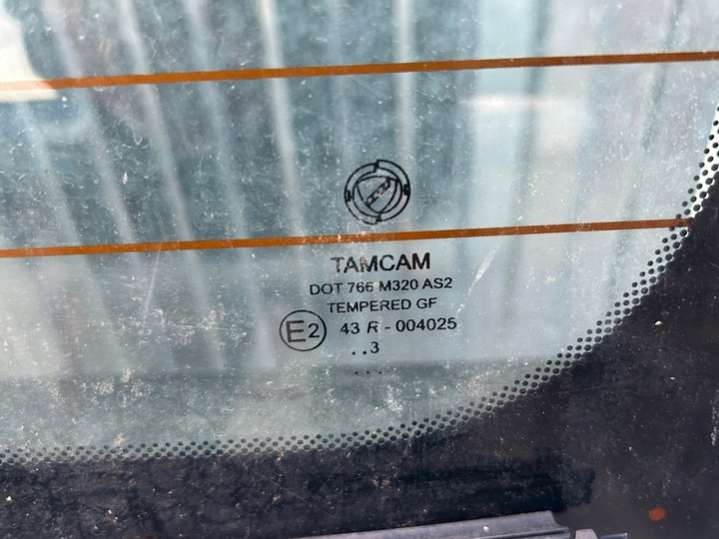 TAMCAM
DOT 766 M320 AS2
TEMPERED GF
E2 43 R - 004025
..3
...